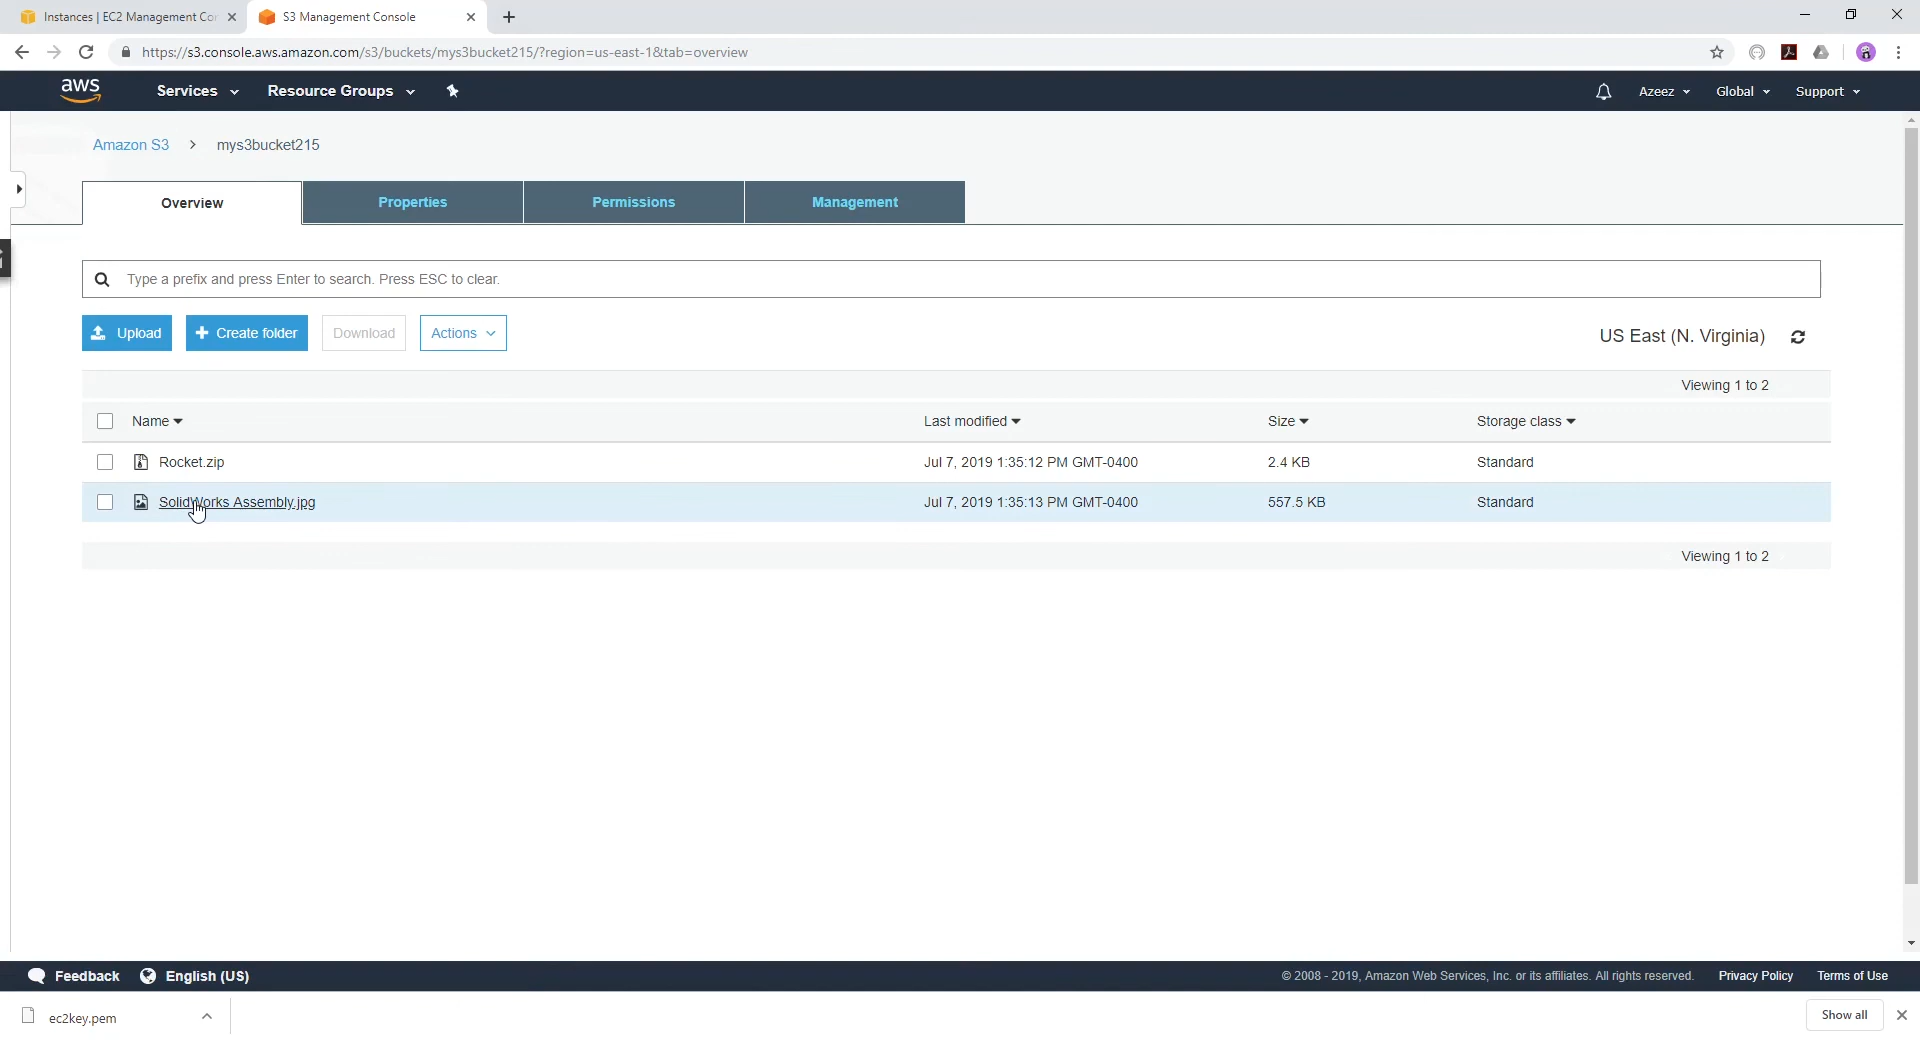 Instances | EC2 Management Con
S3 Management Console
https://s3.console.aws.amazon.com/s3/buckets/mys3bucket215/?region=us-east-1&tab=overview
aws Services Resource Groups Azeez Global Support
Amazon S3 > mys3bucket215
Overview Properties Permissions Management
Type a prefix and press Enter to search. Press ESC to clear.
Upload + Create folder Download Actions US East (N. Virginia)
Viewing 1 to 2
Name Last modified Size Storage class
Rocket.zip Jul 7, 2019 1:35:12 PM GMT-0400 2.4 KB Standard
SolidWorks Assembly.jpg Jul 7, 2019 1:35:13 PM GMT-0400 557.5 KB Standard
Viewing 1 to 2
Feedback English (US) © 2008 - 2019, Amazon Web Services, Inc. or its affiliates. All rights reserved. Privacy Policy Terms of Use
ec2key.pem Show all